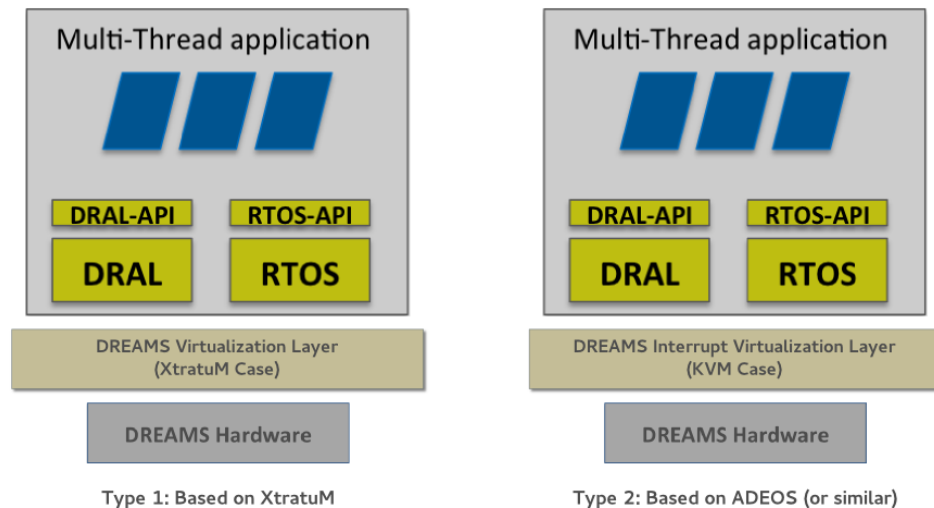 Multi-Thread application
DRAL-API
RTOS-API
DRAL
RTOS
DREAMS Virtualization Layer
(XtratuM Case)
DREAMS Hardware
Type 1: Based on XtratuM
Multi-Thread application
DRAL-API
RTOS-API
DRAL
RTOS
DREAMS Interrupt Virtualization Layer
(KVM Case)
DREAMS Hardware
Type 2: Based on ADEOS (or similar)